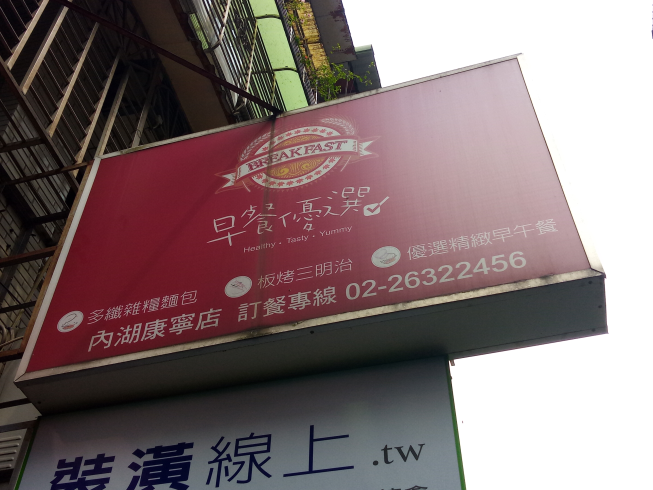 BREAKFAST
早餐優選
Healthy．Tasty．Yummy
多纖雜糧麵包 板烤三明治 優選精緻早午餐
內湖康寧店 訂餐專線 02-26322456
裝潢線上.tw